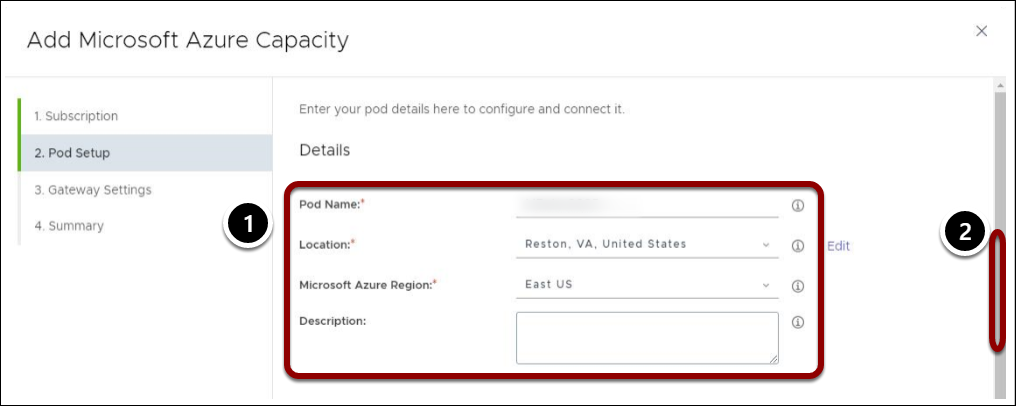 Add Microsoft Azure Capacity
1. Subscription
2. Pod Setup
3. Gateway Settings
4. Summary
Enter your pod details here to configure and connect it.
Details
1
Pod Name:*
Location:* Reston, VA, United States Edit
Microsoft Azure Region:* East US
Description:
2